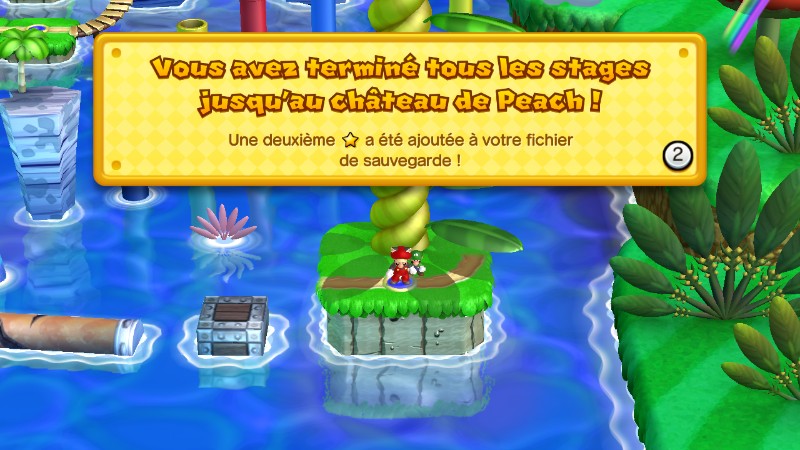 Vous avez terminé tous les stages
jusqu'au château de Peach !
Une deuxième ⭐ a été ajoutée à votre fichier
de sauvegarde !
2